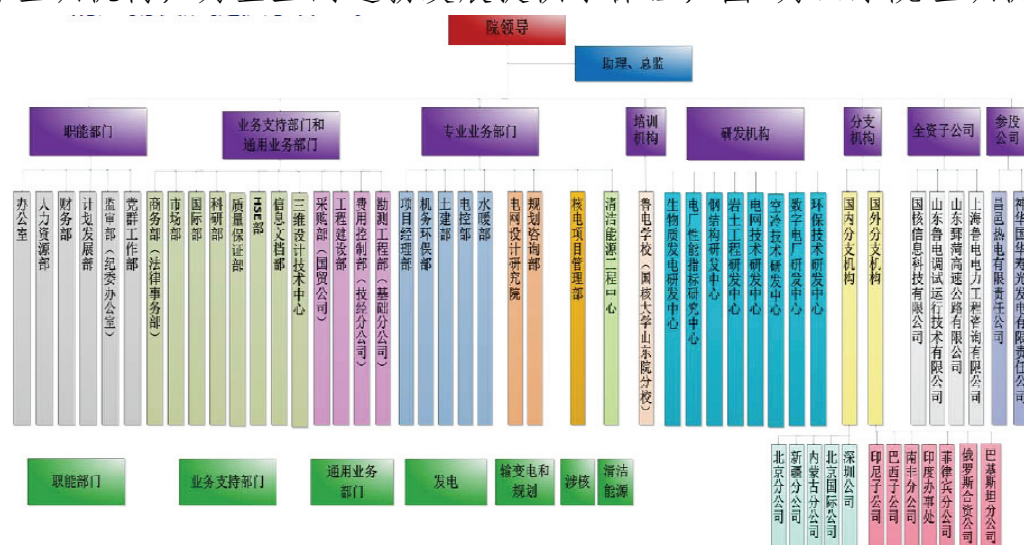 院领导
助理、总监
职能部门
业务支持部门和
通用业务部门
专业业务部门
培训
机构
研发机构
分支
机构
全资子公司
参投
公司
办公室
人力资源部
财务部
计划发展部
监审部（纪委办公室）
党群工作部
商务部（法律事务部）
市场部
国际部
科研部
质量保证部
HSE部
信息文档部
三维设计技术中心
采购部（国贸公司）
工程建设部
费用控制部（技经分公司）
勘测工程部（基础分公司）
项目经理部
机务环保部
土建部
电控部
水暖部
电网设计研究院
规划咨询部
核电项目管理部
清洁能源工程中心
鲁电学校（国核大学山东院分校）
生物质发电研发中心
电厂性能指标研究中心
钢结构研发中心
岩土工程研发中心
电网技术研发中心
空冷技术研发中心
数字电厂研发中心
环保技术研发中心
国内分支机构
国外分支机构
国核信息科技有限公司
山东鲁电调试运行技术有限公司
山东鄄菏高速公路有限公司
上海鲁电电力工程咨询有限公司
昌邑热电有限责任公司
神华国华寿光发电有限责任公司
北京分公司
新疆分公司
内蒙古分公司
北京国际公司
深圳公司
印尼子公司
巴西子公司
南非分公司
印度办事处
菲律宾分公司
俄罗斯合资公司
巴基斯坦分公司
职能部门
业务支持部门
通用业务
部门
发电
输变电和
规划
涉核
清洁
能源